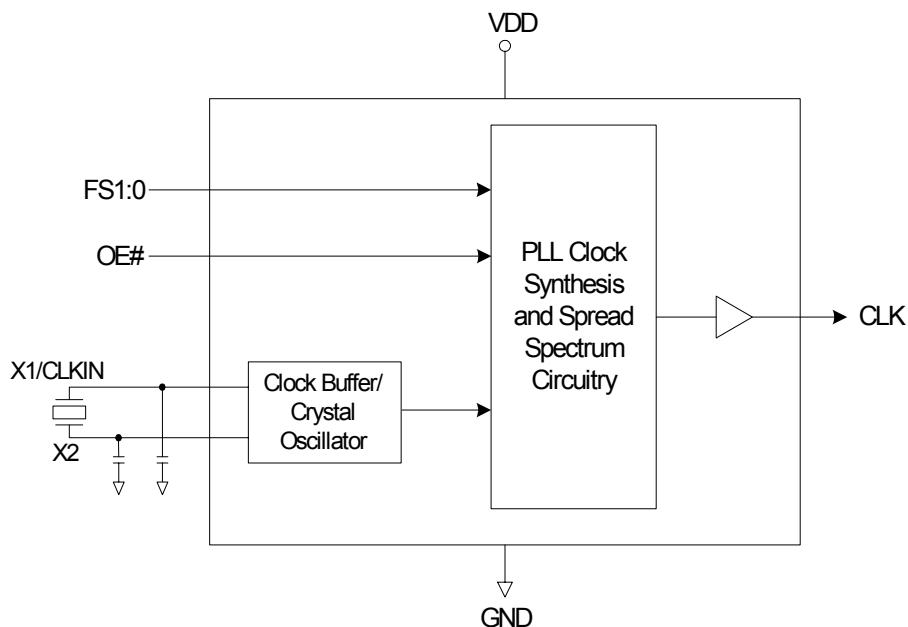 VDD
FS1:0
OE#
PLL Clock
Synthesis
and Spread
Spectrum
Circuitry
CLK
X1/CLKIN
X2
Clock Buffer/
Crystal
Oscillator
GND